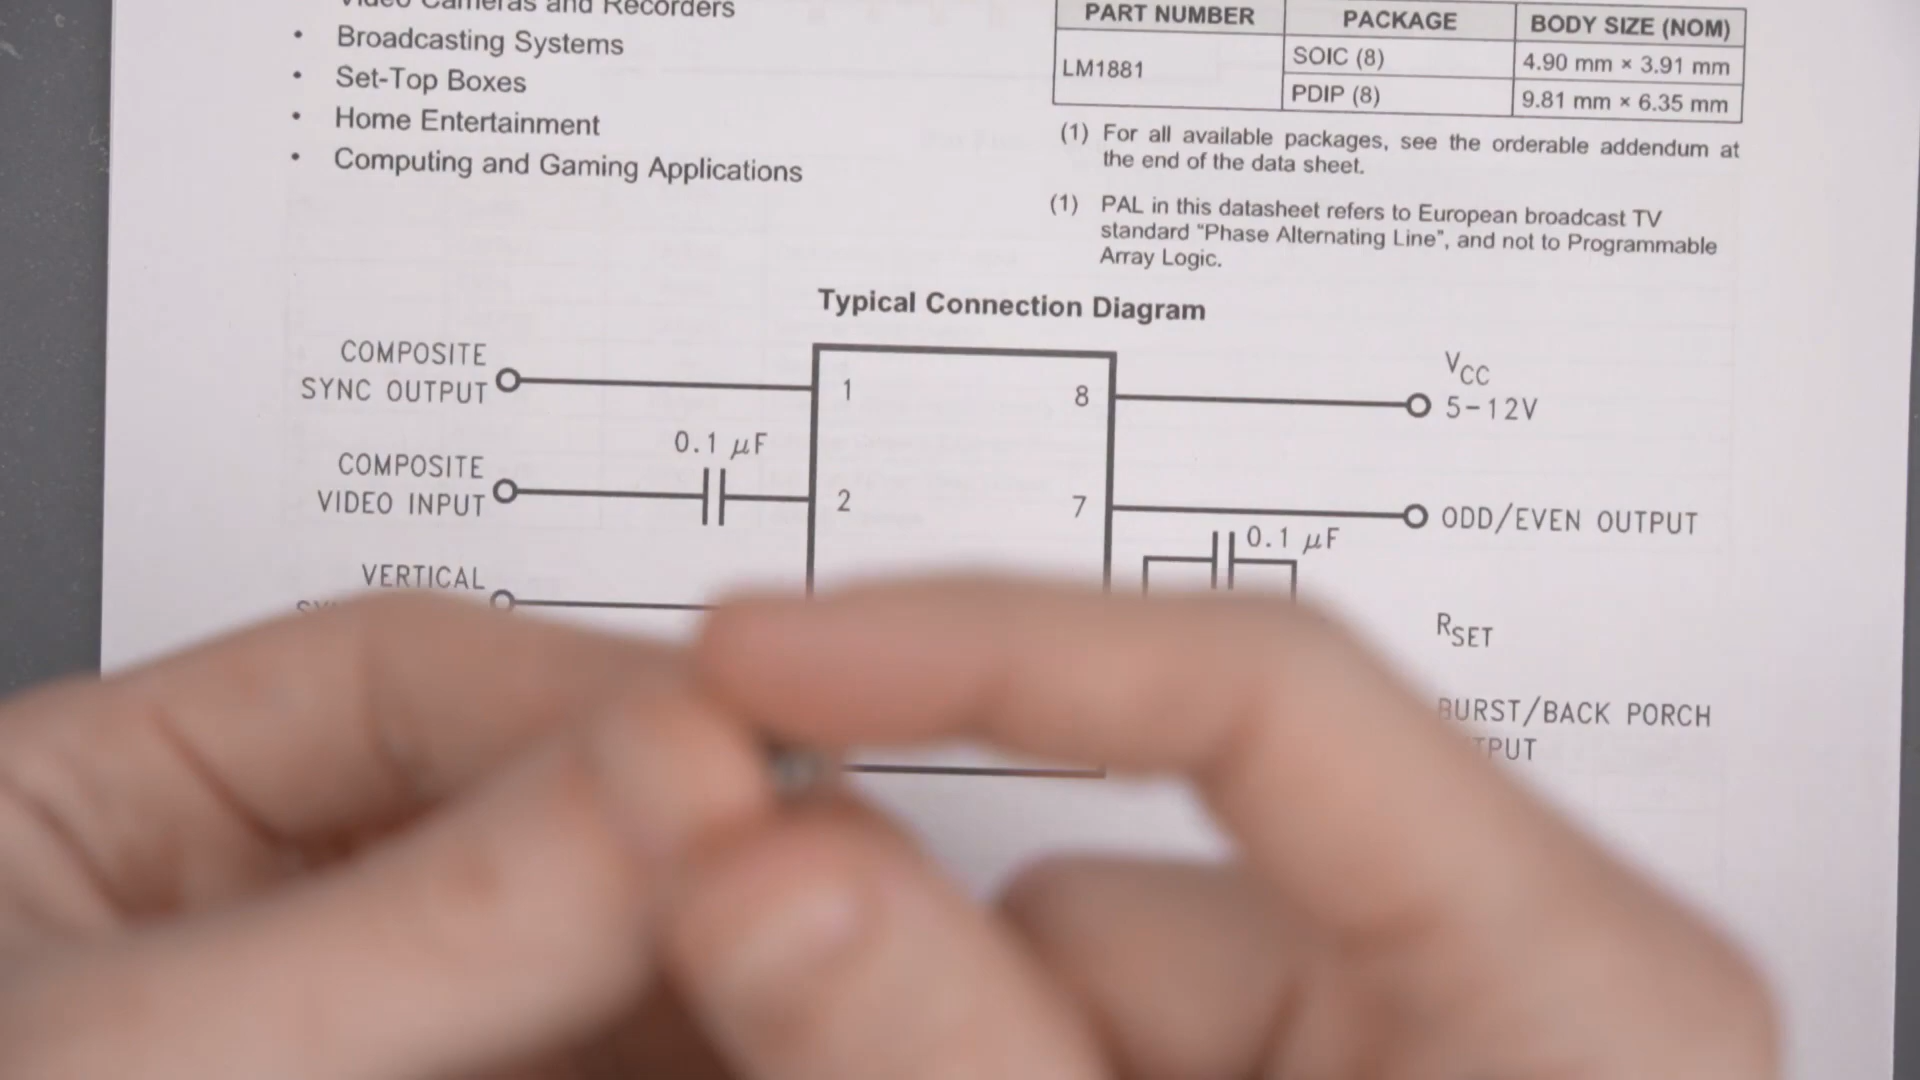 Video Cameras and Recorders
• Broadcasting Systems
• Set-Top Boxes
• Home Entertainment
• Computing and Gaming Applications
PART NUMBER PACKAGE BODY SIZE (NOM)
LM1881 SOIC (8) 4.90 mm × 3.91 mm
PDIP (8) 9.81 mm × 6.35 mm
(1) For all available packages, see the orderable addendum at
the end of the data sheet.
(1) PAL in this datasheet refers to European broadcast TV
standard “Phase Alternating Line”, and not to Programmable
Array Logic.
Typical Connection Diagram
COMPOSITE
SYNC OUTPUT
1
8
VCC
5-12V
COMPOSITE
VIDEO INPUT
0.1 µF
2
7
ODD/EVEN OUTPUT
0.1 µF
VERTICAL
RSET
BURST/BACK PORCH